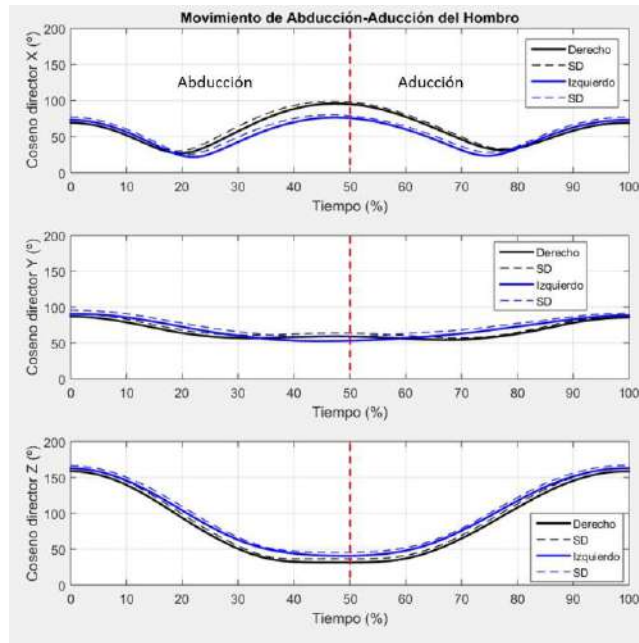 Movimiento de Abducción-Aducción del Hombro
Coseno director X (º)
200
150
100
50
0
Abducción
Aducción
Derecho
SD
Izquierdo
SD
0 10 20 30 40 50 60 70 80 90 100
Tiempo (%)
Coseno director Y (º)
200
150
100
50
0
Derecho
SD
Izquierdo
SD
0 10 20 30 40 50 60 70 80 90 100
Tiempo (%)
Coseno director Z (º)
200
150
100
50
0
Derecho
SD
Izquierdo
SD
0 10 20 30 40 50 60 70 80 90 100
Tiempo (%)